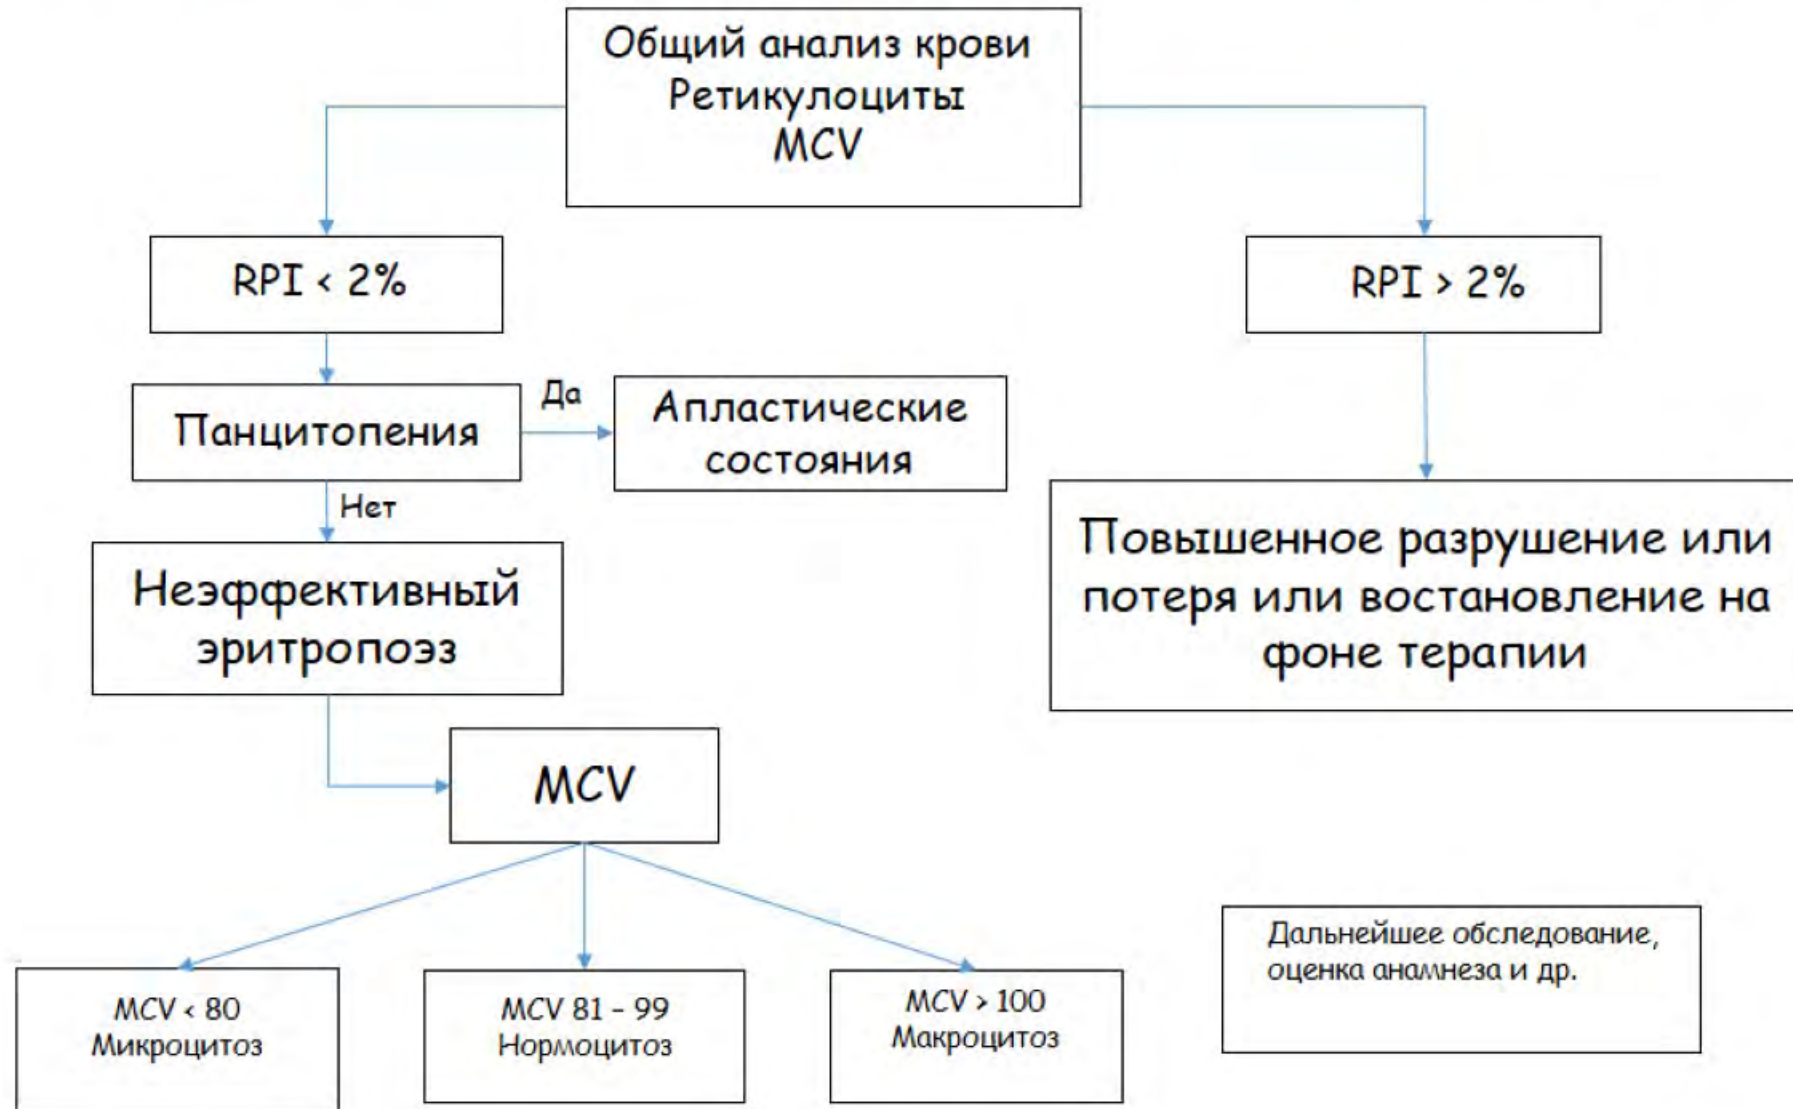 Общий анализ крови
Ретикулоциты
MCV
RPI < 2%
RPI > 2%
Панцитопения
Да
Апластические
состояния
Нет
Неэффективный
эритропоэз
Повышенное разрушение или
потеря или востановление на
фоне терапии
MCV
MCV < 80
Микроцитоз
MCV 81 – 99
Нормоцитоз
MCV > 100
Макроцитоз
Дальнейшее обследование,
оценка анамнеза и др.